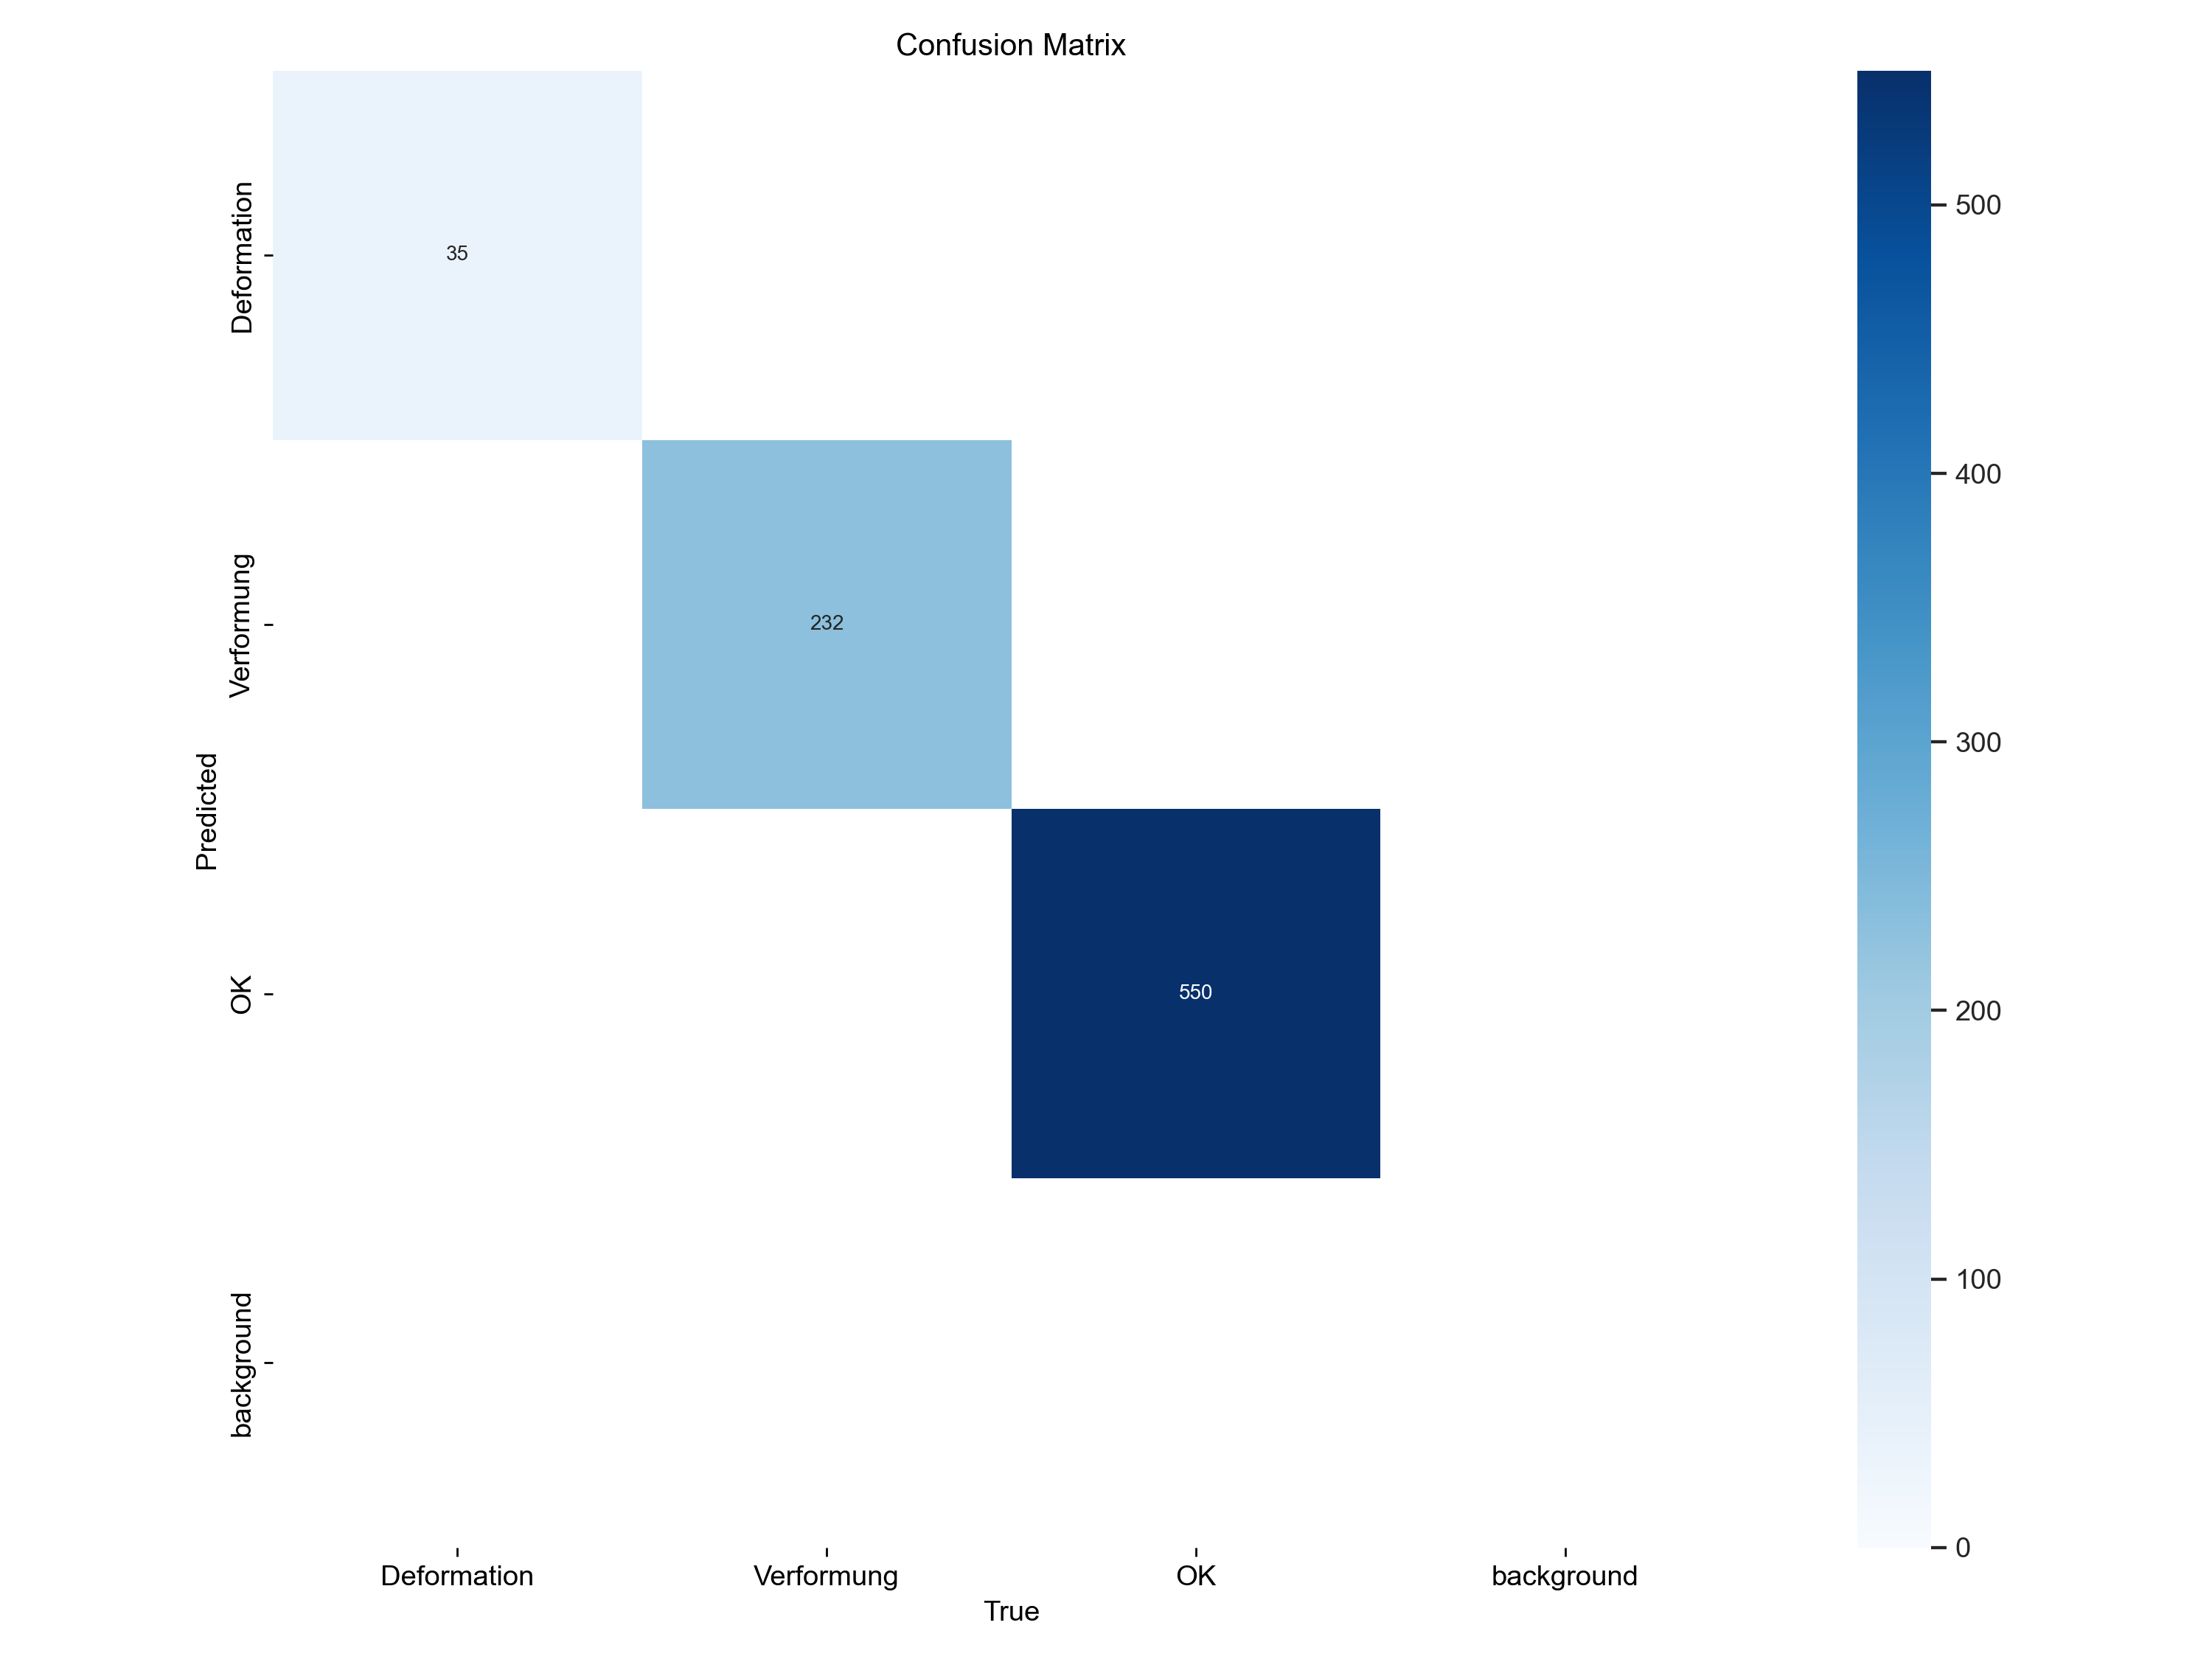 Confusion Matrix
Deformation
35
Verformung
232
Predicted
OK
550
background
500
400
300
200
100
0
Deformation
Verformung
OK
background
True